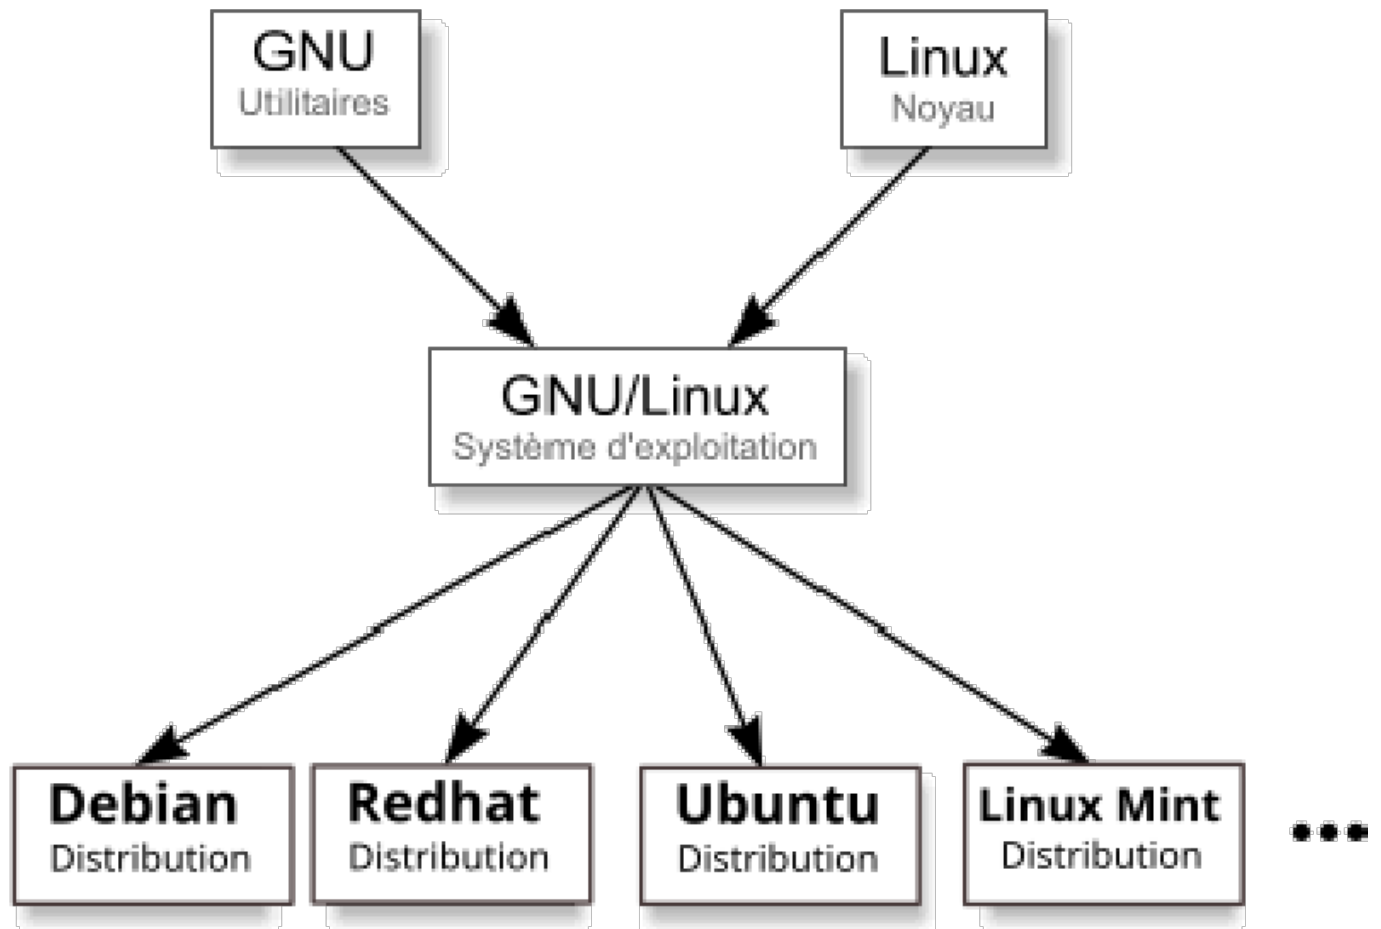 GNU
Utilitaires
Linux
Noyau
GNU/Linux
Système d'exploitation
Debian
Distribution
Redhat
Distribution
Ubuntu
Distribution
Linux Mint
Distribution
...